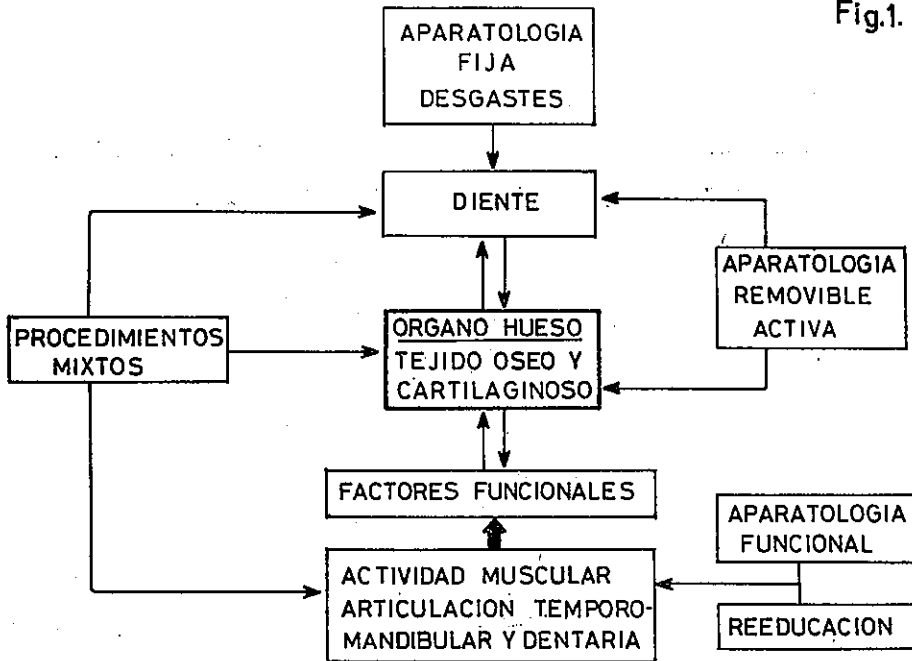 Fig.1.
APARATOLOGIA
FIJA
DESGASTES
DIENTE
APARATOLOGIA
REMOVIBLE
ACTIVA
PROCEDIMIENTOS
MIXTOS
ORGANO HUESO
TEJIDO OSEO Y
CARTILAGINOSO
FACTORES FUNCIONALES
APARATOLOGIA
FUNCIONAL
ACTIVIDAD MUSCULAR
ARTICULACION TEMPORO-
MANDIBULAR Y DENTARIA
REEDUCACION